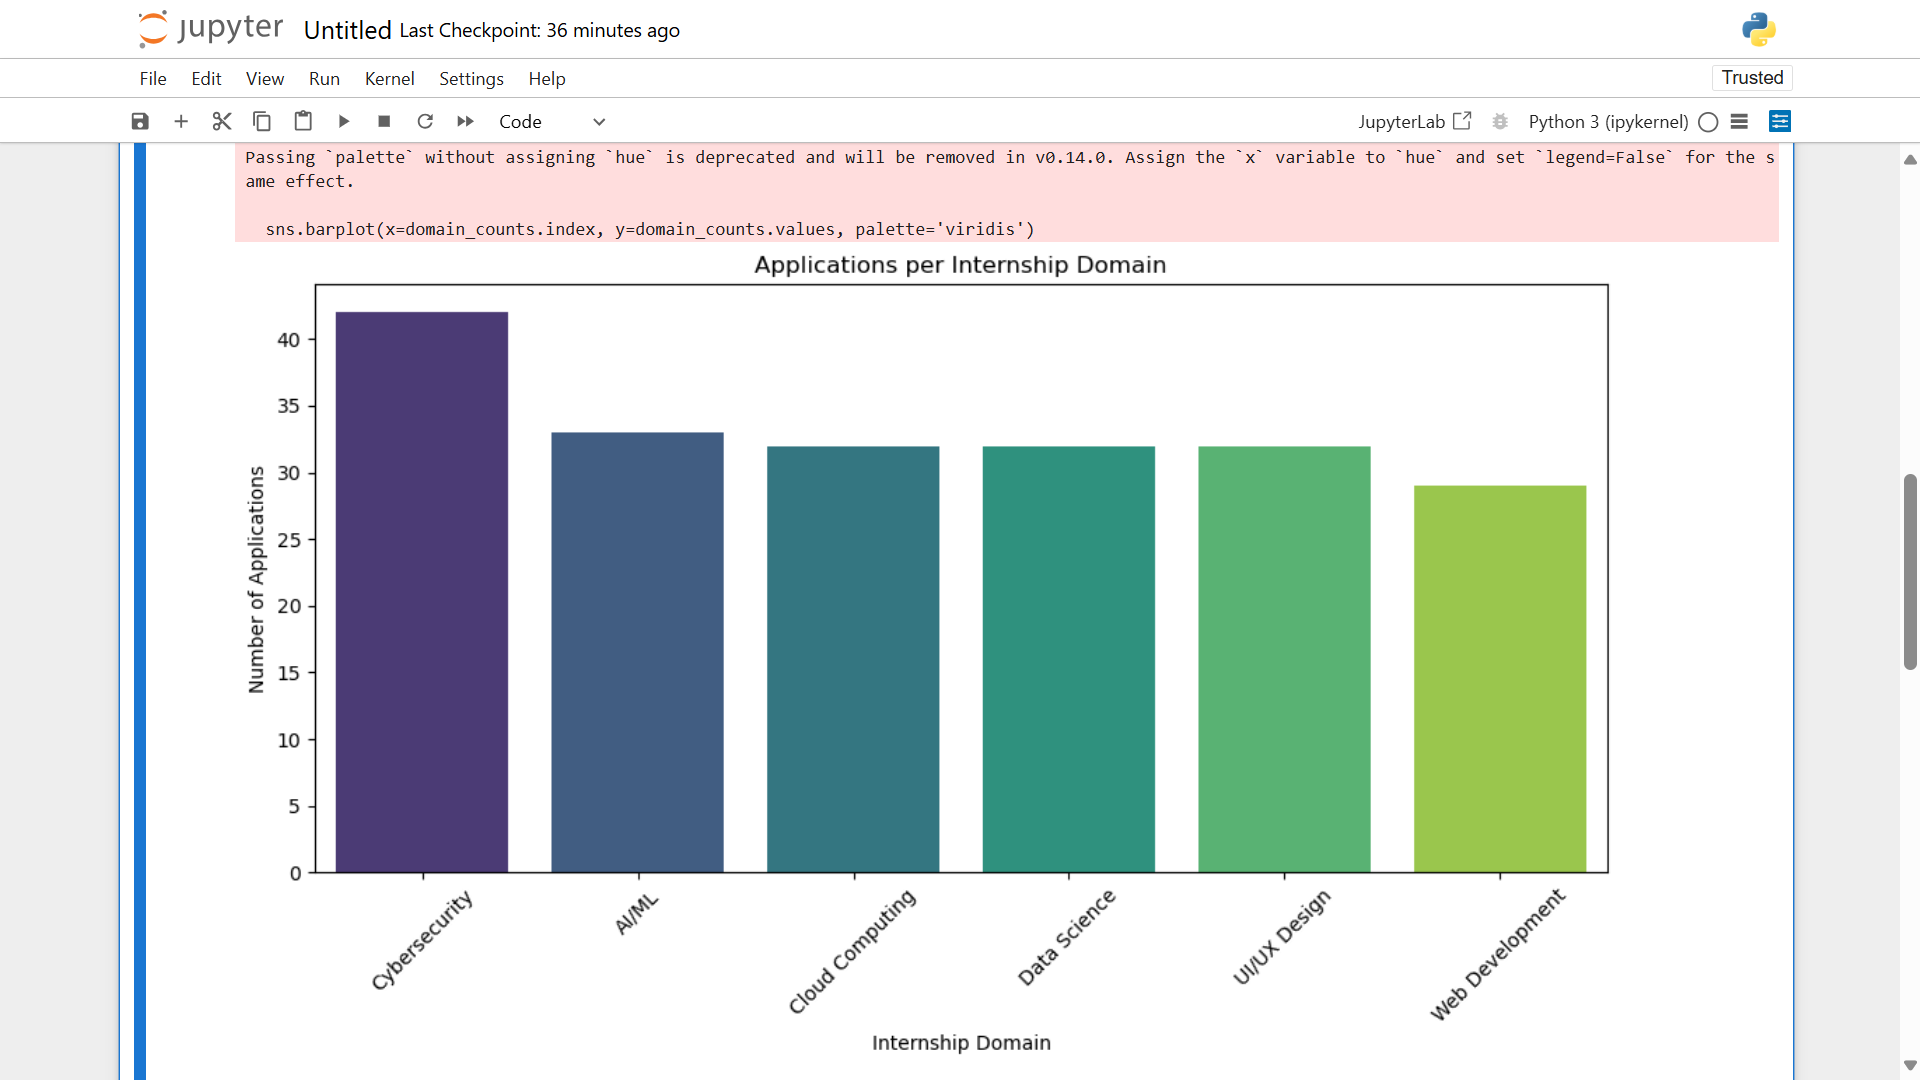 jupyter Untitled Last Checkpoint: 36 minutes ago
File Edit View Run Kernel Settings Help Trusted
Code JupyterLab Python 3 (ipykernel)
Passing `palette` without assigning `hue` is deprecated and will be removed in v0.14.0. Assign the `x` variable to `hue` and set `legend=False` for the s
ame effect.
sns.barplot(x=domain_counts.index, y=domain_counts.values, palette='viridis')
Applications per Internship Domain
Number of Applications
40
35
30
25
20
15
10
5
0
Cybersecurity
AI/ML
Cloud Computing
Data Science
UI/UX Design
Web Development
Internship Domain